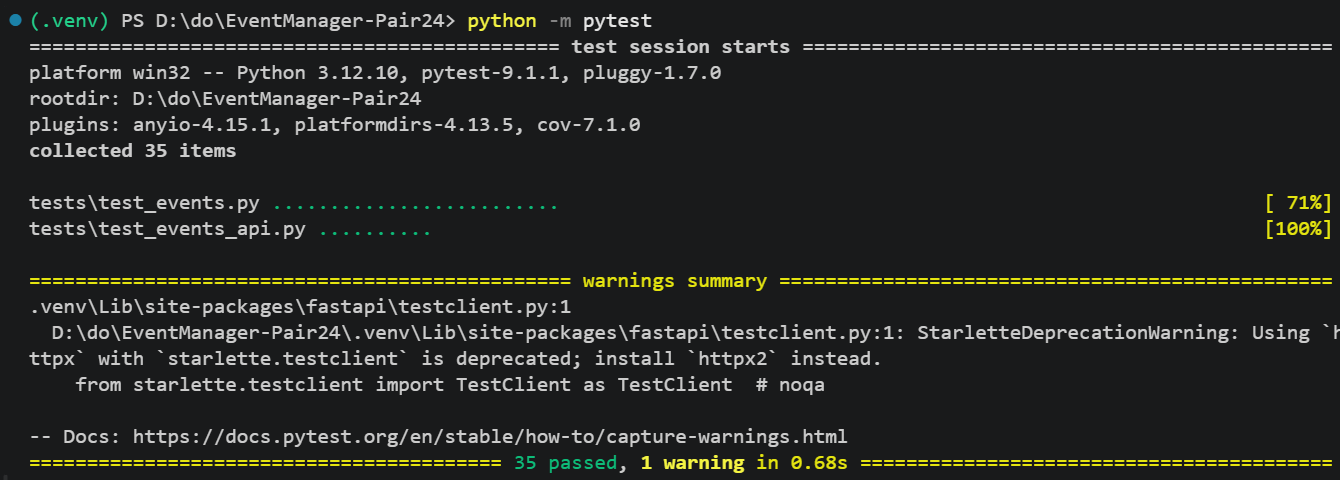 (.venv) PS D:\do\EventManager-Pair24> python -m pytest
============================================== test session starts ==============================================
platform win32 -- Python 3.12.10, pytest-9.1.1, pluggy-1.7.0
rootdir: D:\do\EventManager-Pair24
plugins: anyio-4.15.1, platformdirs-4.13.5, cov-7.1.0
collected 35 items
tests\test_events.py ......................... [ 71%]
tests\test_events_api.py .......... [100%]
=============================================== warnings summary ================================================
.venv\Lib\site-packages\fastapi\testclient.py:1
D:\do\EventManager-Pair24\.venv\Lib\site-packages\fastapi\testclient.py:1: StarletteDeprecationWarning: Using `h
ttpx` with `starlette.testclient` is deprecated; install `httpx2` instead.
from starlette.testclient import TestClient as TestClient  # noqa
-- Docs: https://docs.pytest.org/en/stable/how-to/capture-warnings.html
========================================= 35 passed, 1 warning in 0.68s =========================================